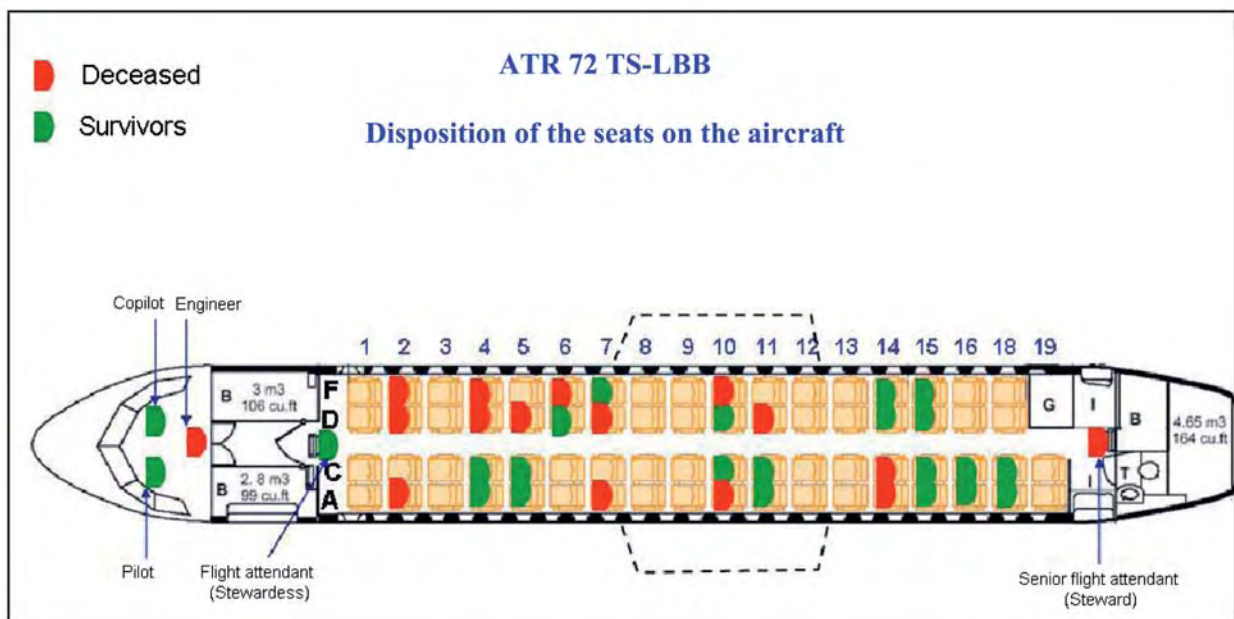 Deceased
Survivors
ATR 72 TS-LBB
Disposition of the seats on the aircraft
Copilot Engineer
1 2 3 4 5 6 7 8 9 10 11 12 13 14 15 16 18 19
B 3 m3
106 cu.ft
F
D
C
A
B 2.8 m3
99 cu.ft
G I B
4.65 m3
164 cu.ft
I T
Pilot
Flight attendant
(Stewardess)
Senior flight attendant
(Steward)